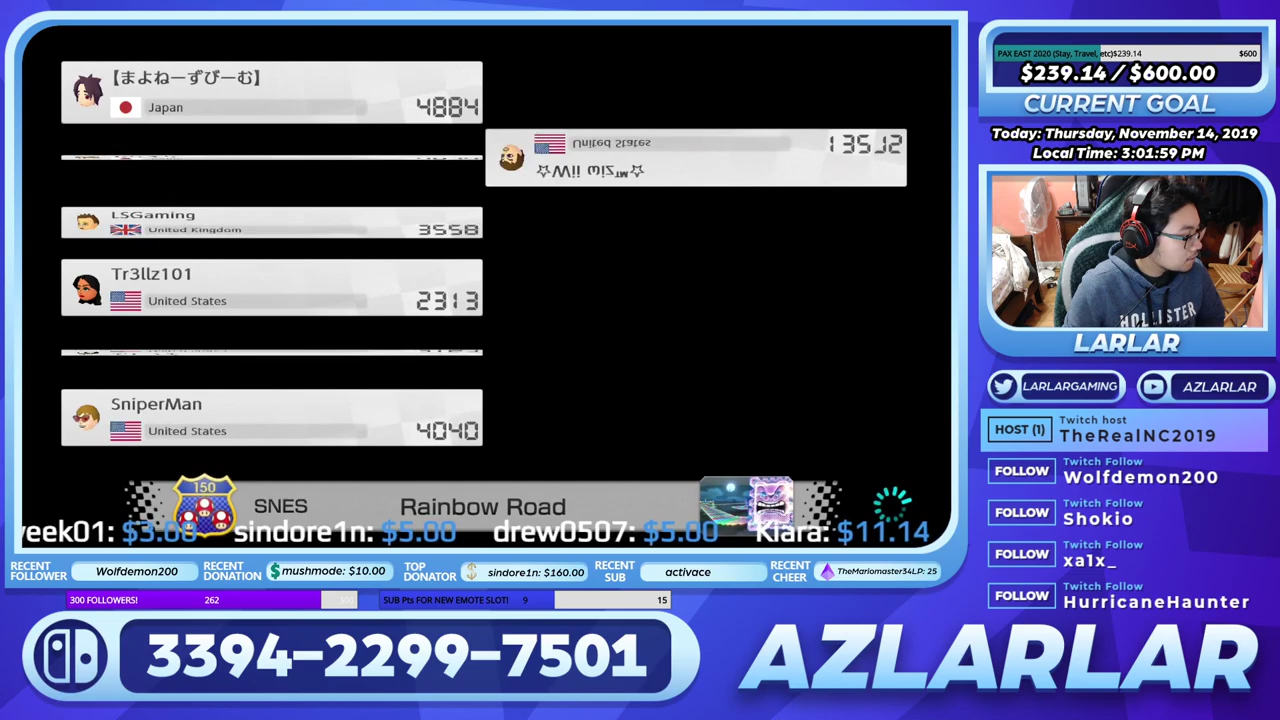 【まよねーずびーむ】
Japan
4884
United States
13572
☆Wii wiz™☆
LSGaming
United Kingdom
3558
Tr3llz101
United States
2313
SniperMan
United States
4040
150
SNES
Rainbow Road
week01: $3.00 sindore1n: $5.00 drew0507: $5.00 Kiara: $11.14
RECENT FOLLOWER
Wolfdemon200
RECENT DONATION
mushmode: $10.00
TOP DONATOR
sindore1n: $160.00
RECENT SUB
activace
RECENT CHEER
TheMariomaster34LP: 25
300 FOLLOWERS!
262
300
SUB Pts FOR NEW EMOTE SLOT!
9
15
3394-2299-7501
PAX EAST 2020 (Stay, Travel, etc)$239.14
$600
$239.14 / $600.00
CURRENT GOAL
Today: Thursday, November 14, 2019
Local Time: 3:01:59 PM
HOLLISTER
LARLAR
LARLARGAMING
AZLARLAR
HOST (1)
Twitch host
TheRealNC2019
FOLLOW
Twitch Follow
Wolfdemon200
FOLLOW
Twitch Follow
Shokio
FOLLOW
Twitch Follow
xa1x_
FOLLOW
Twitch Follow
HurricaneHaunter
AZLARLAR